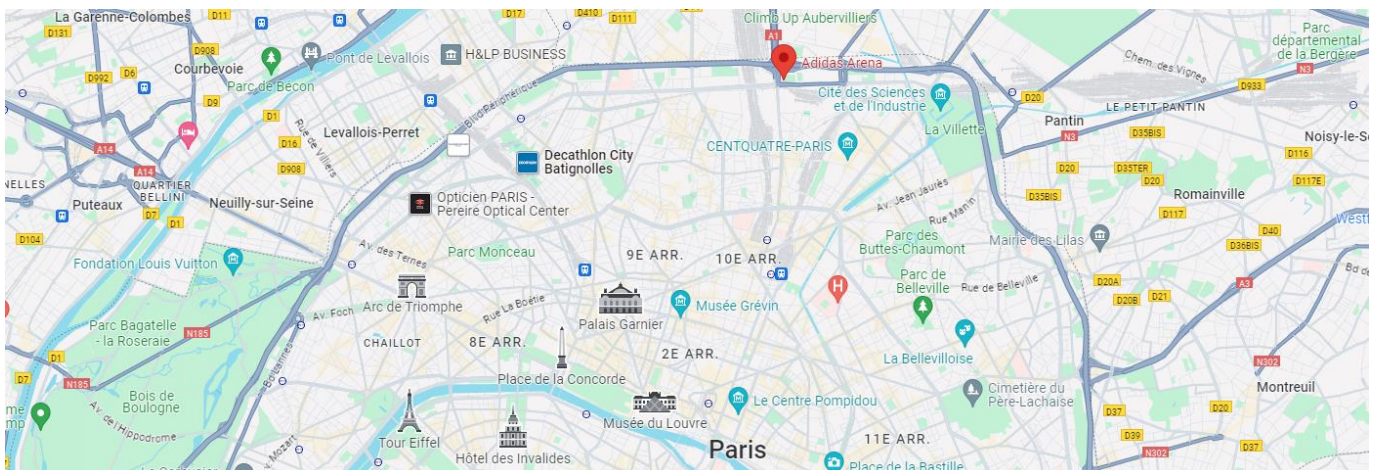 La Garenne-Colombes
D11
D17
D410
D111
Climb Up Aubervilliers
D131
D908
A1
Parc
départemental
de la Bergère
H&LP BUSINESS
Pont de Levallois
Courbevoie
Adidas Arena
Chem. des Vignes
N3
D992
D6
Parc de Bécon
Blvd Périphérique
Cité des Sciences
et de l'Industrie
D20
D933
D9
D1
LE PETIT PANTIN
Rue de Villiers
Levallois-Perret
La Villette
Pantin
N3
D35BIS
Noisy-le-S
A14
D16
CENTQUATRE-PARIS
D116
Decathlon City
Batignolles
A14
D908
D20
D35TER
D20
D117E
NELLES
QUARTIER
BELLINI
Puteaux
Neuilly-sur-Seine
Opticien PARIS -
Pereire Optical Center
Av. Jean Jaurès
Rue Manin
D35BIS
Romainville
D7
D1
D117
Westf
D104
Av. des Ternes
Parc Monceau
Parc des
Buttes-Chaumont
Mairie des Lilas
D40
D36BIS
Fondation Louis Vuitton
9E ARR.
10E ARR.
Bd de
Parc de
Belleville
Rue de Belleville
D20A
A3
Arc de Triomphe
Rue La Boétie
Musée Grévin
D20B
D21
Av. Foch
Palais Garnier
Parc Bagatelle
- la Roseraie
N185
CHAILLOT
8E ARR.
2E ARR.
La Bellevilloise
D1
N302
D7
N185
Place de la Concorde
Cimetière du
Père-Lachaise
Montreuil
Bois de
Boulogne
Le Centre Pompidou
D37
D20
Av. de l'Hippodrome
Tour Eiffel
Musée du Louvre
11E ARR.
D39
D37
Paris
Hôtel des Invalides
N302
Place de la Bastille